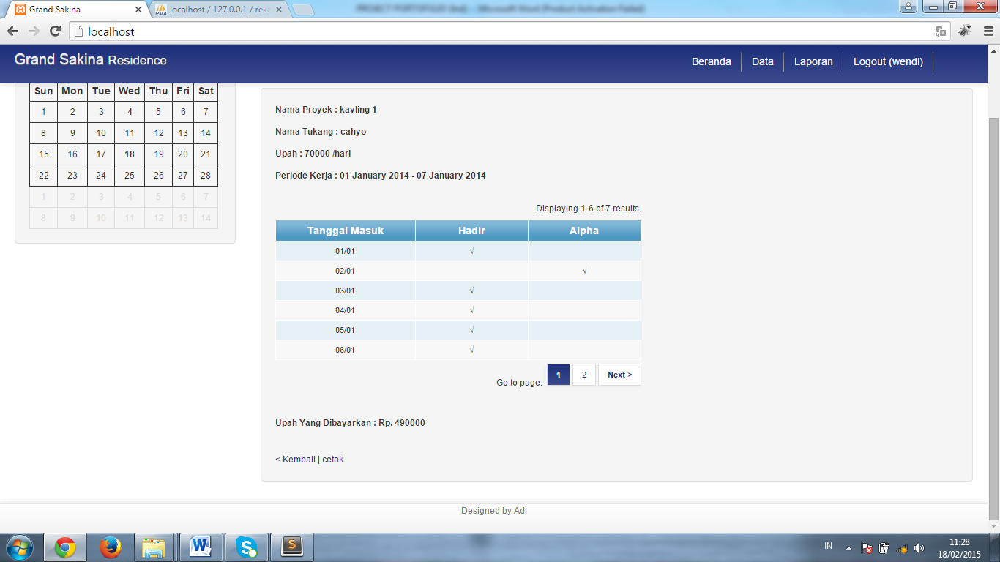 Grand Sakina
localhost / 127.0.0.1 / reka
PROJECT PORTOFOLIO (Ind) - Microsoft Word (Product Activation Failed)
localhost
Grand Sakina Residence
Beranda Data Laporan Logout (wendi)
Sun Mon Tue Wed Thu Fri Sat
1 2 3 4 5 6 7
8 9 10 11 12 13 14
15 16 17 18 19 20 21
22 23 24 25 26 27 28
1 2 3 4 5 6 7
8 9 10 11 12 13 14
Nama Proyek : kavling 1
Nama Tukang : cahyo
Upah : 70000 /hari
Periode Kerja : 01 January 2014 - 07 January 2014
Displaying 1-6 of 7 results.
Tanggal Masuk Hadir Alpha
01/01 √
02/01 √
03/01 √
04/01 √
05/01 √
06/01 √
Go to page: 1 2 Next >
Upah Yang Dibayarkan : Rp. 490000
< Kembali | cetak
Designed by Adi
IN
11:28
18/02/2015